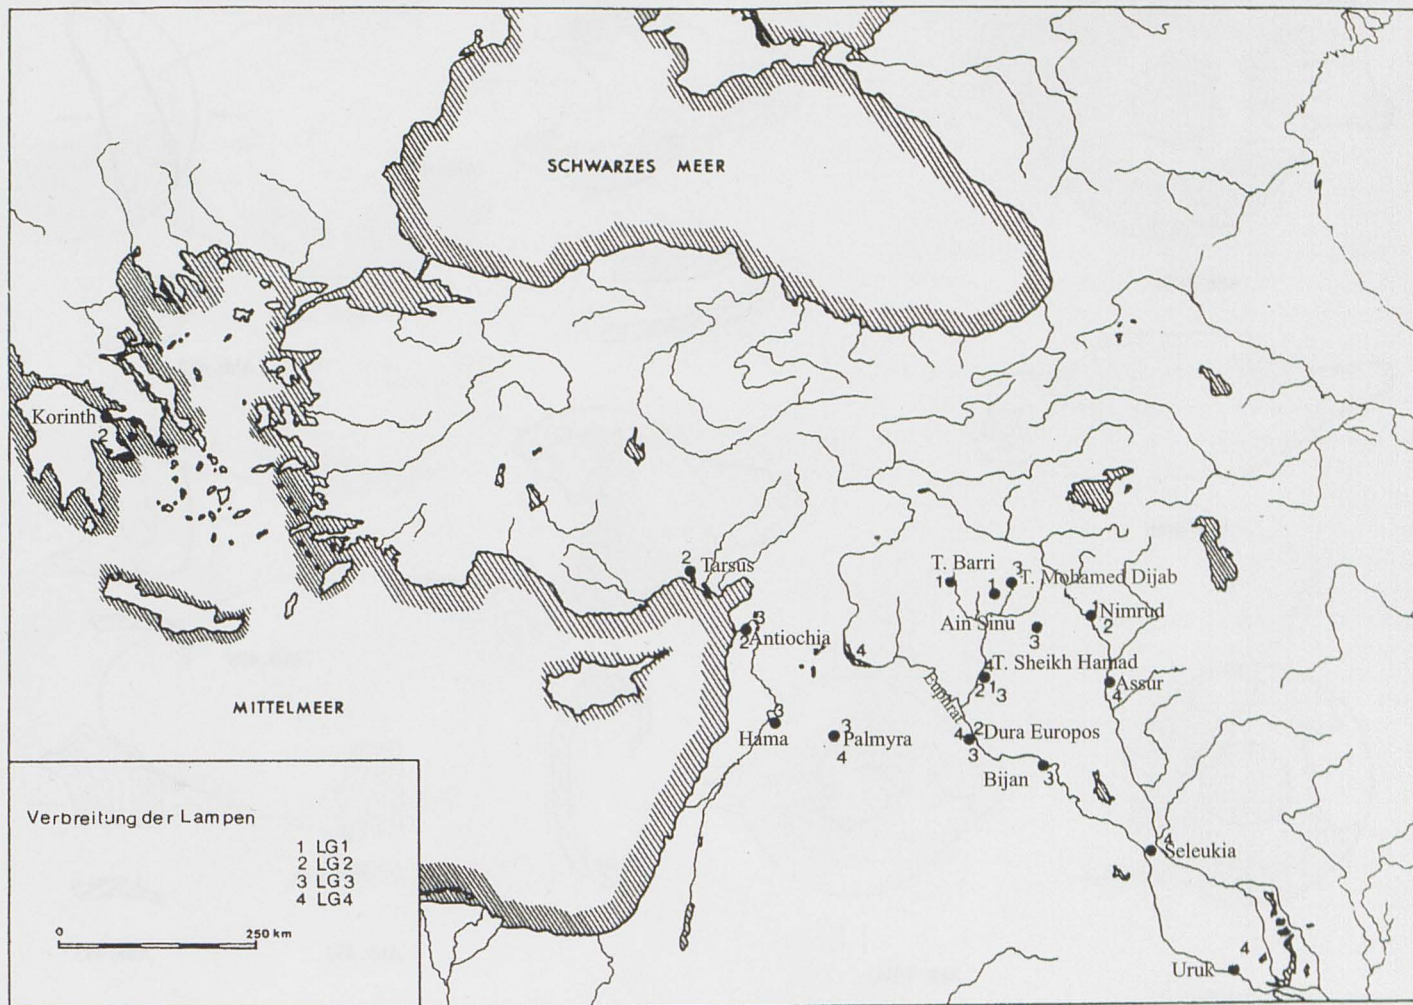 SCHWARZES MEER
Korinth
2
2
Tarsus
T. Barri
1
1
3
T. Mohamed Dijab
3
2
Antiochia
Ain Sinu
3
1
Nimrud
2
4
4
T. Sheikh Hamad
2
1
3
Assur
4
MITTELMEER
Euphrat
3
Hama
3
Palmyra
4
4
2
Dura Europos
3
Bijan
3
4
Seleukia
4
Uruk
Verbreitung der Lampen
1 LG1
2 LG2
3 LG3
4 LG4
0
250 km